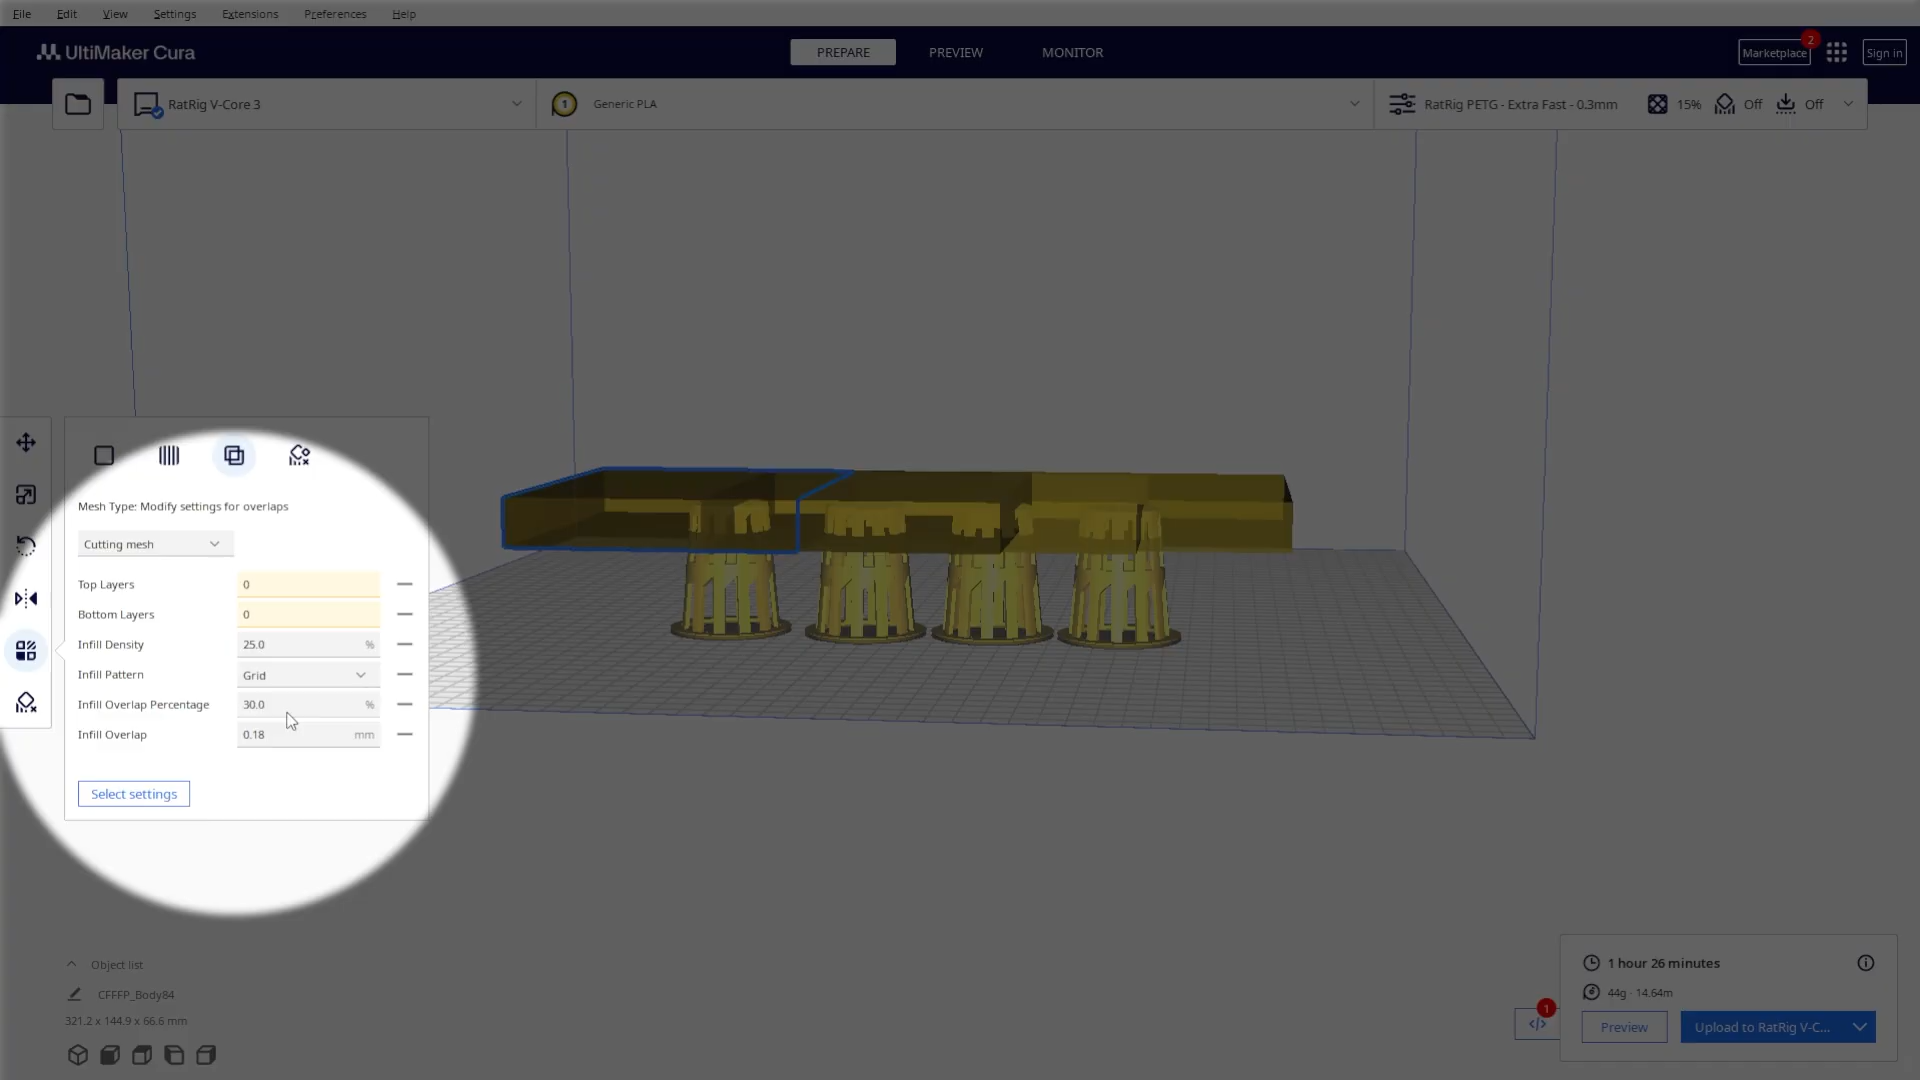 File Edit View Settings Extensions Preferences Help
UltiMaker Cura
PREPARE PREVIEW MONITOR
Marketplace 2 Sign in
RatRig V-Core 3
1 Generic PLA
RatRig PETG - Extra Fast - 0.3mm 15% Off Off
Mesh Type: Modify settings for overlaps
Cutting mesh
Top Layers 0
Bottom Layers 0
Infill Density 25.0 %
Infill Pattern Grid
Infill Overlap Percentage 30.0 %
Infill Overlap 0.18 mm
Select settings
Object list
CFFFP_Body84
321.2 x 144.9 x 66.6 mm
1 hour 26 minutes
44g · 14.64m
1
Preview Upload to RatRig V-C...